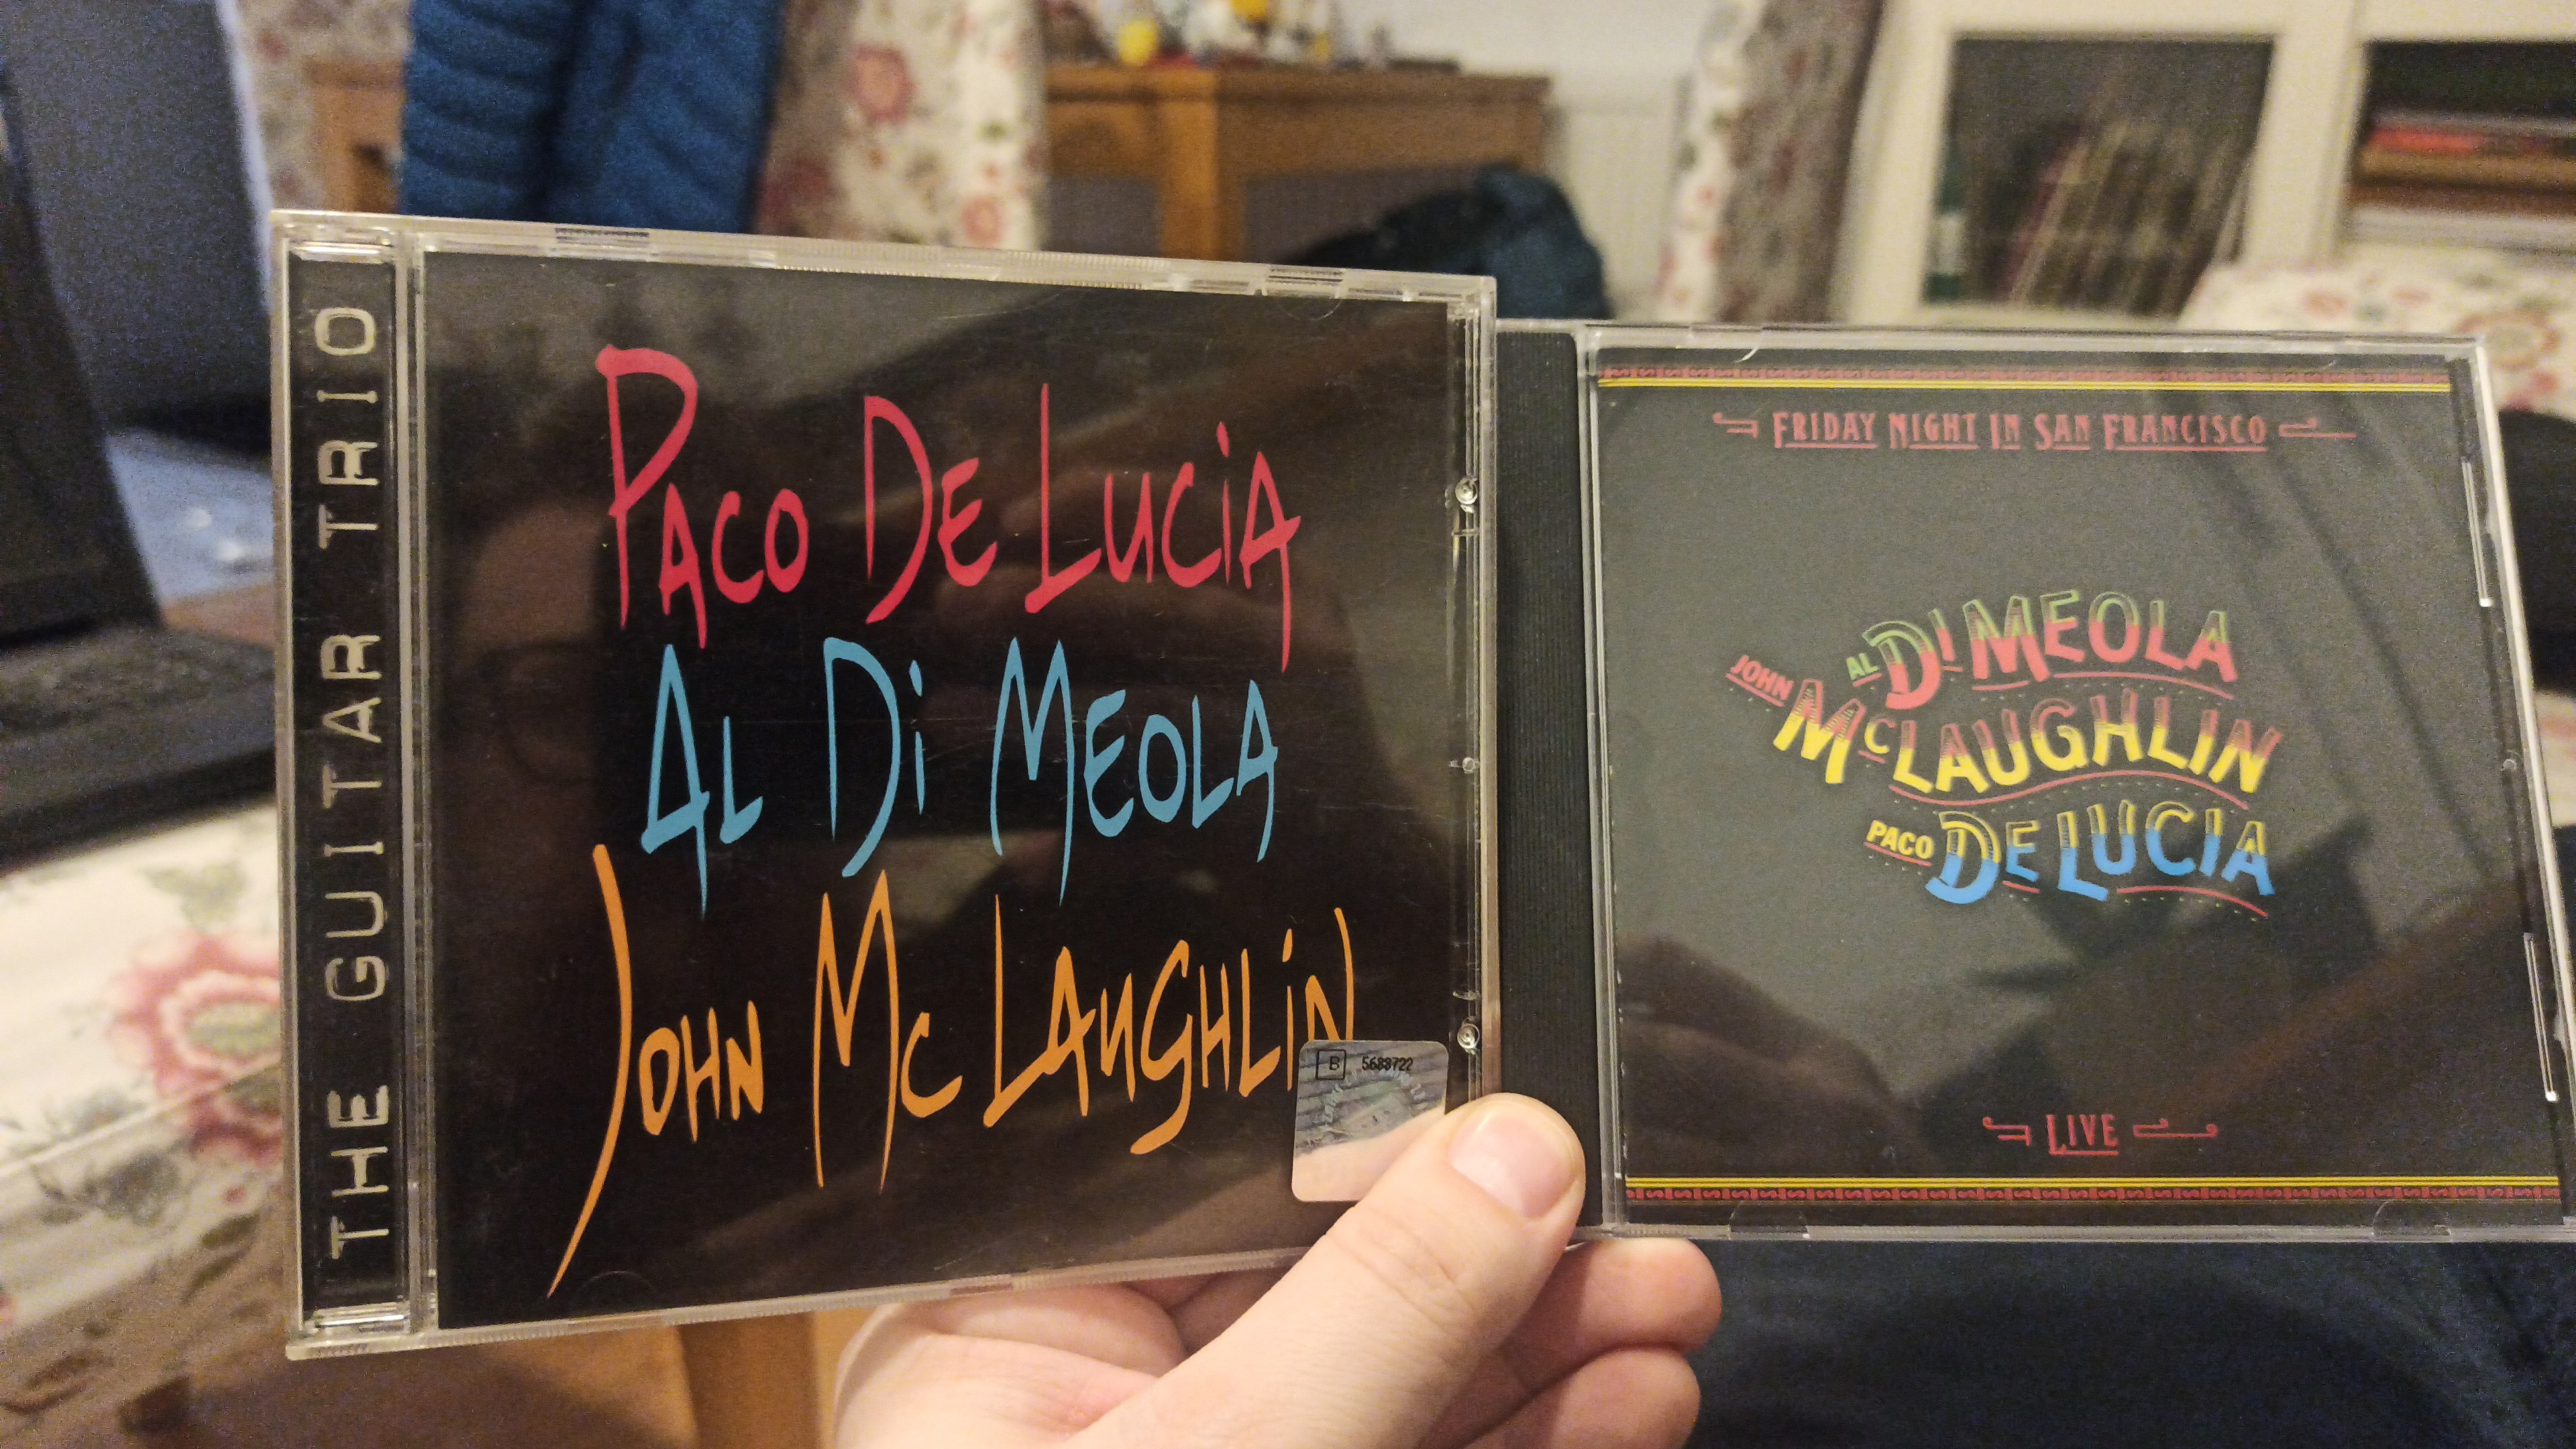 THE GUITAR TRIO
PACO DE LUCIA
AL DI MEOLA
JOHN MC LAUGHLIN
B 5688722
FRIDAY NIGHT IN SAN FRANCISCO
AL DI MEOLA
JOHN MCLAUGHLIN
PACO DE LUCIA
LIVE